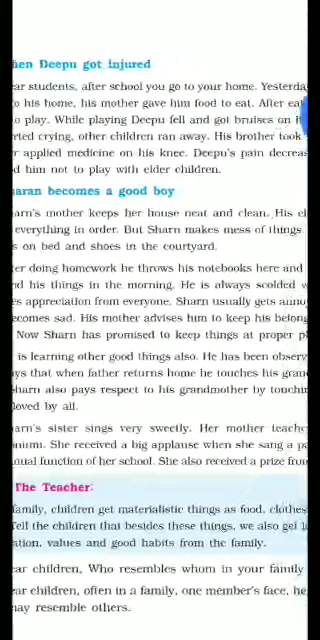 hen Deepu got injured
ar students, after school you go to your home. Yesterda
o his home, his mother gave him food to eat. After eat
o play. While playing Deepu fell and got bruises on h
rted crying, other children ran away. His brother took
r applied medicine on his knee. Deepu's pain decreas
d him not to play with elder children.
aran becomes a good boy
arn's mother keeps her house neat and clean. His el
everything in order. But Sharn makes mess of things
s on bed and shoes in the courtyard.
er doing homework he throws his notebooks here and
nd his things in the morning. He is always scolded
es appreciation from everyone. Sharn usually gets anno
ecomes sad. His mother advises him to keep his belong
Now Sharn has promised to keep things at proper pl
is learning other good things also. He has been observ
ys that when father returns home he touches his gran
harn also pays respect to his grandmother by touchin
loved by all.
arn's sister sings very sweetly. Her mother teache
nium. She received a big applause when she sang a pa
nual function of her school. She also received a prize from
The Teacher:
family, children get materialistic things as food, clothes
Tell the children that besides these things, we also get l
ation, values and good habits from the family.
ear children, Who resembles whom in your family
ear children, often in a family, one member's face, he
may resemble others.